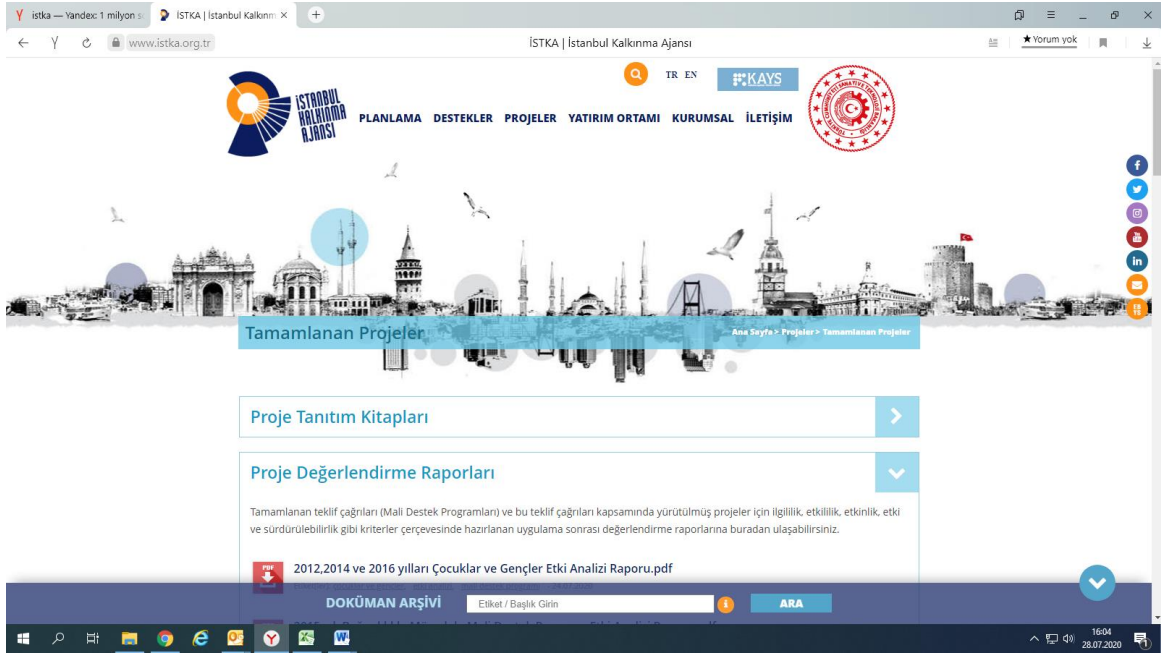 istka — Yandex: 1 milyon s
İSTKA | İstanbul Kalkınm
www.istka.org.tr
İSTKA | İstanbul Kalkınma Ajansı
★ Yorum yok
TR EN
KAYS
İSTANBUL
KALKINMA
AJANSI
PLANLAMA DESTEKLER PROJELER YATIRIM ORTAMI KURUMSAL İLETİŞİM
Tamamlanan Projeler
Ana Sayfa > Projeler > Tamamlanan Projeler
Proje Tanıtım Kitapları
Proje Değerlendirme Raporları
Tamamlanan teklif çağrıları (Mali Destek Programları) ve bu teklif çağrıları kapsamında yürütülmüş projeler için ilgililik, etkililik, etkinlik, etki
ve sürdürülebilirlik gibi kriterler çerçevesinde hazırlanan uygulama sonrası değerlendirme raporlarına buradan ulaşabilirsiniz.
PDF
2012,2014 ve 2016 yılları Çocuklar ve Gençler Etki Analizi Raporu.pdf
DOKÜMAN ARŞİVİ
Etiket / Başlık Girin
ARA
16:04
28.07.2020